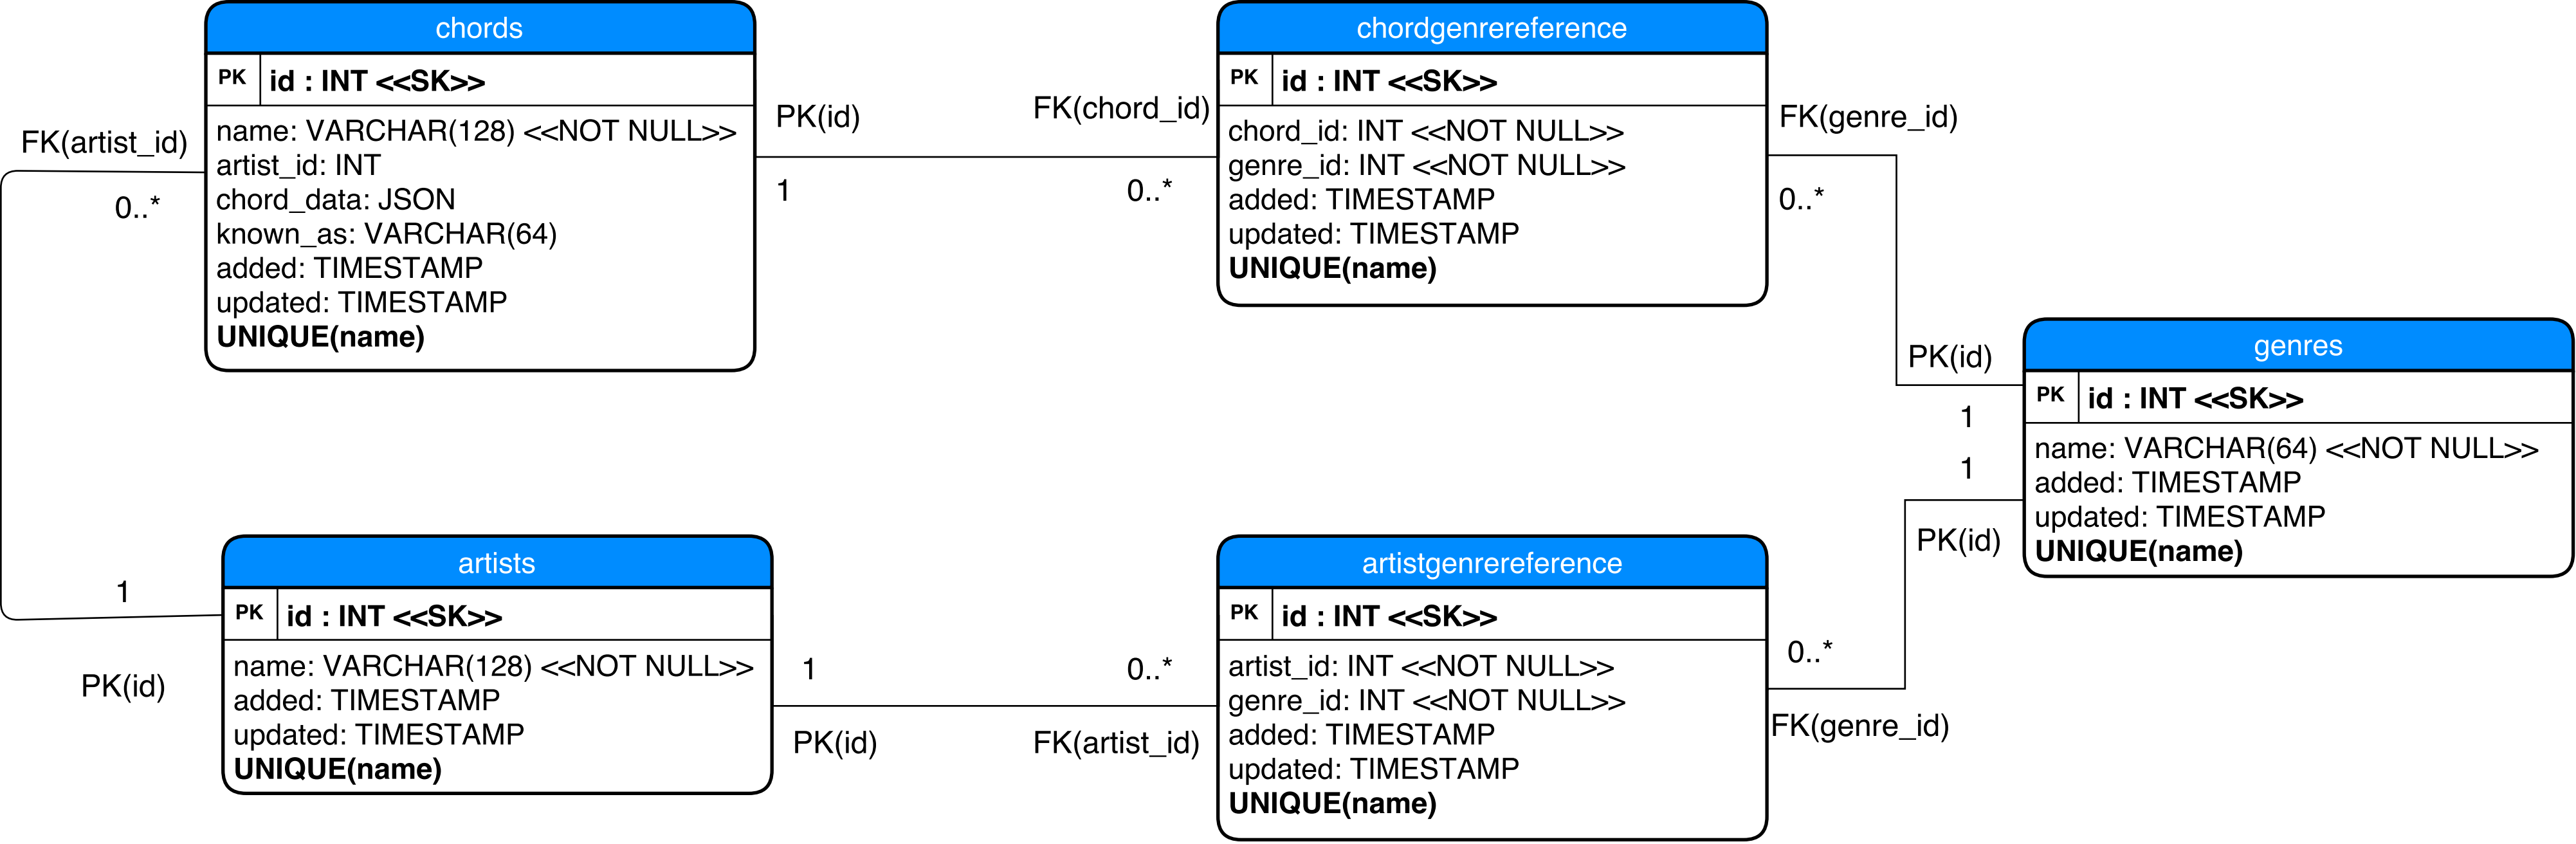 chords
PK
id : INT <<SK>>
name: VARCHAR(128) <<NOT NULL>>
artist_id: INT
chord_data: JSON
known_as: VARCHAR(64)
added: TIMESTAMP
updated: TIMESTAMP
UNIQUE(name)
FK(artist_id)
0..*
PK(id)
1
FK(chord_id)
0..*
chordgenrereference
PK
id : INT <<SK>>
chord_id: INT <<NOT NULL>>
genre_id: INT <<NOT NULL>>
added: TIMESTAMP
updated: TIMESTAMP
UNIQUE(name)
FK(genre_id)
0..*
PK(id)
1
genres
PK
id : INT <<SK>>
name: VARCHAR(64) <<NOT NULL>>
added: TIMESTAMP
updated: TIMESTAMP
UNIQUE(name)
1
PK(id)
1
PK(id)
artists
PK
id : INT <<SK>>
name: VARCHAR(128) <<NOT NULL>>
added: TIMESTAMP
updated: TIMESTAMP
UNIQUE(name)
1
PK(id)
0..*
FK(artist_id)
artistgenrereference
PK
id : INT <<SK>>
artist_id: INT <<NOT NULL>>
genre_id: INT <<NOT NULL>>
added: TIMESTAMP
updated: TIMESTAMP
UNIQUE(name)
0..*
FK(genre_id)